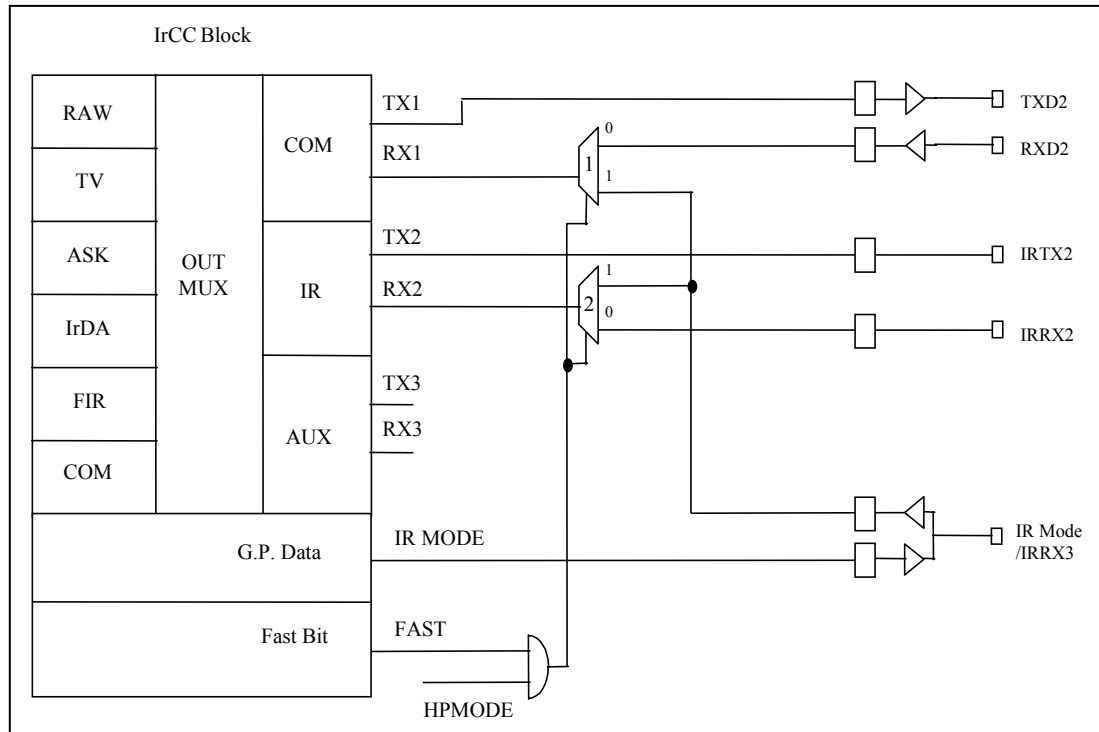 IrCC Block
RAW
TV
ASK
IrDA
FIR
COM
OUT
MUX
COM
IR
AUX
TX1
RX1
TX2
RX2
TX3
RX3
0
1
1
1
2
0
TXD2
RXD2
IRTX2
IRRX2
IR Mode
/IRRX3
G.P. Data
IR MODE
Fast Bit
FAST
HPMODE